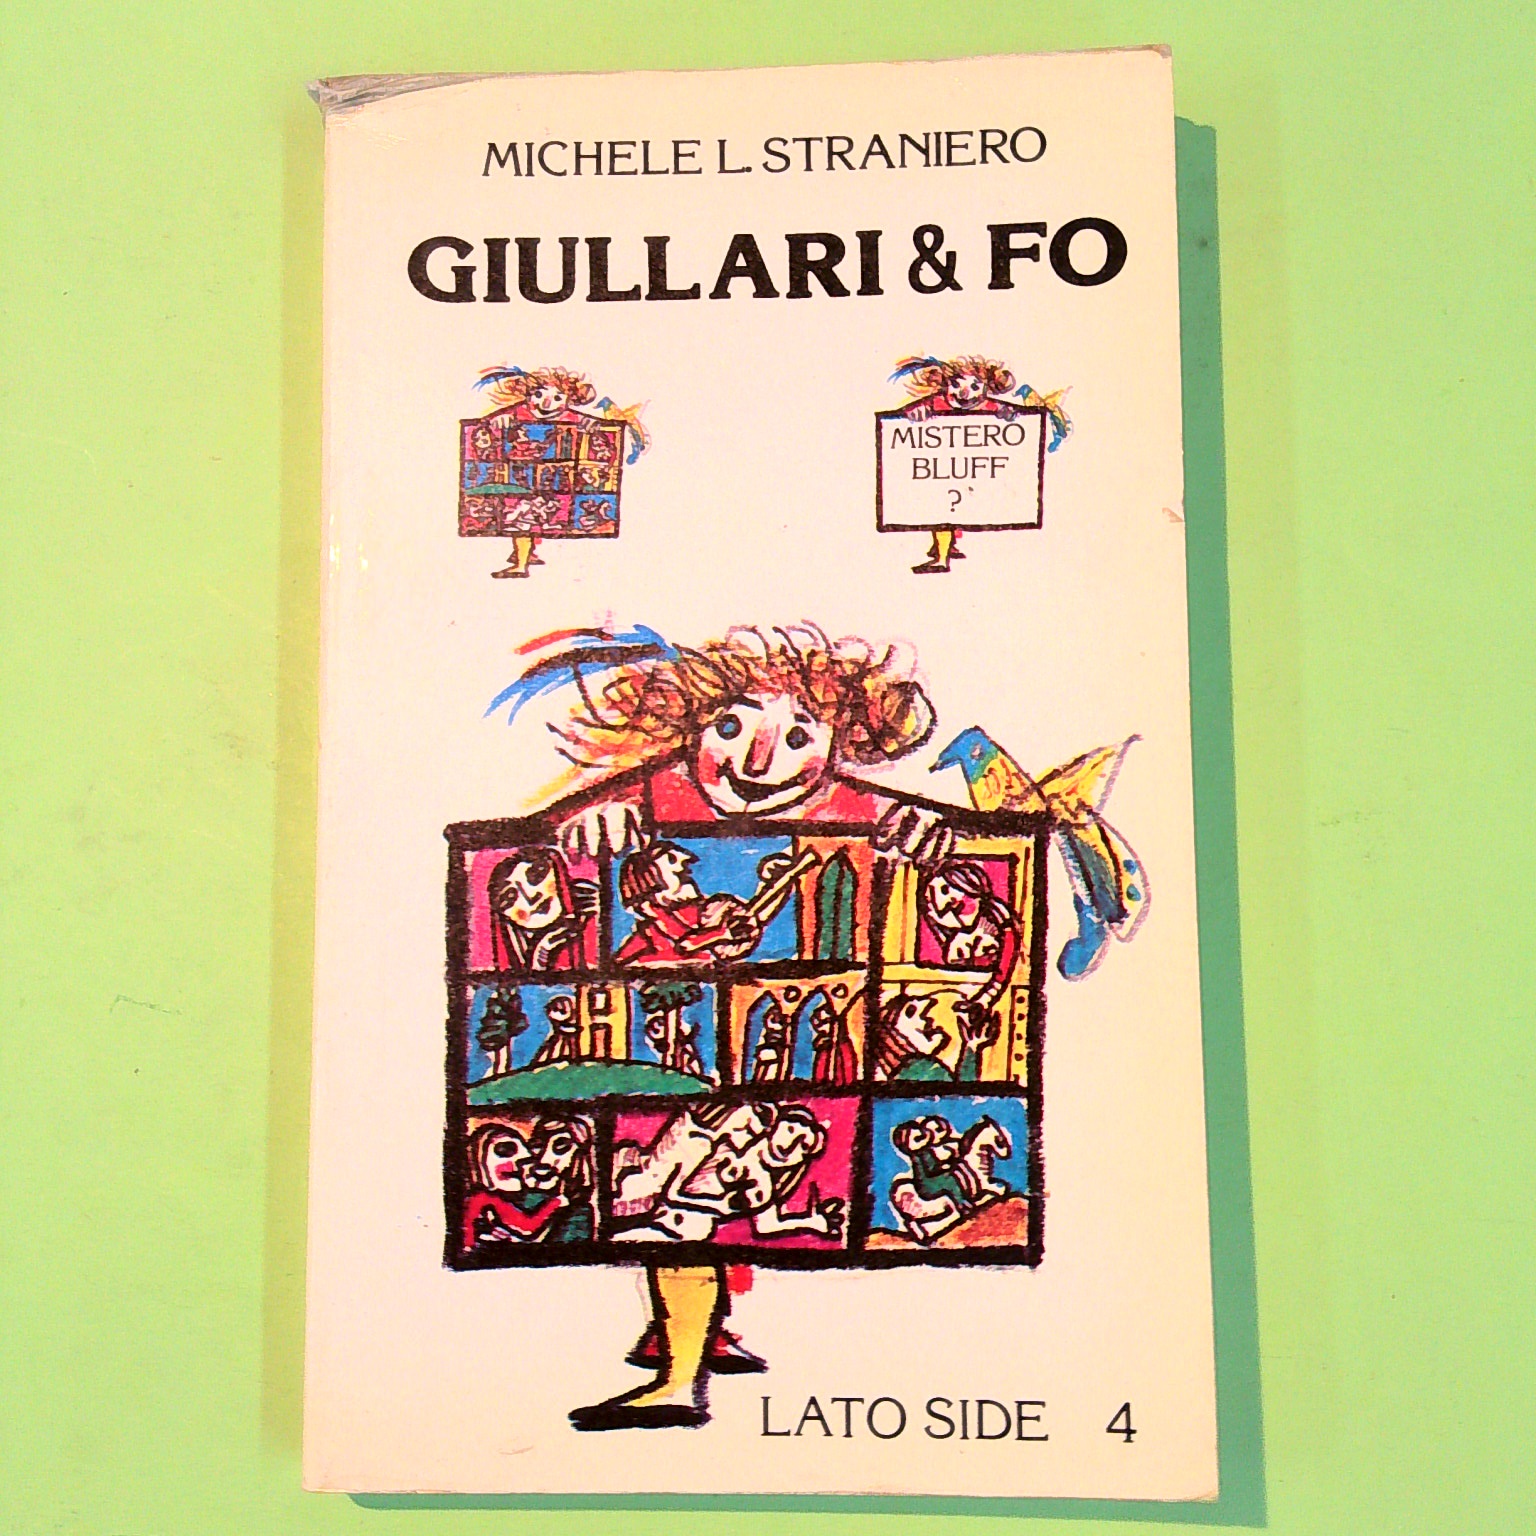 MICHELE L. STRANIERO
GIULLARI & FO
MISTERO
BLUFF
?
LATO SIDE 4